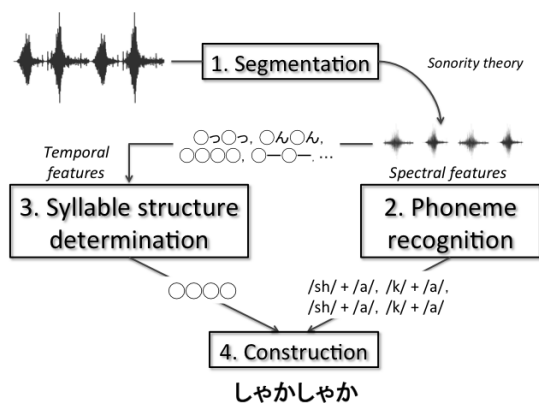 1. Segmentation
Sonority theory
○っ○っ, ○ん○ん,
○○○○, ○ー○ー, ...
Temporal
features
Spectral features
3. Syllable structure
determination
2. Phoneme
recognition
○○○○
/sh/ + /a/, /k/ + /a/,
/sh/ + /a/, /k/ + /a/
4. Construction
しゃかしゃか